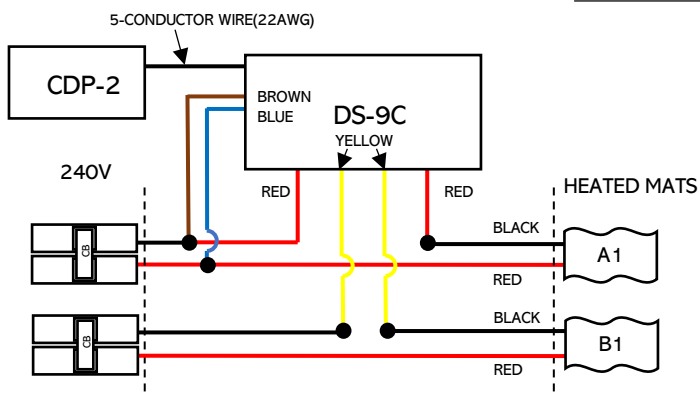 5-CONDUCTOR WIRE(22AWG)
CDP-2
BROWN
BLUE
DS-9C
YELLOW
240V
RED
RED
HEATED MATS
BLACK
CB
A1
RED
BLACK
CB
B1
RED